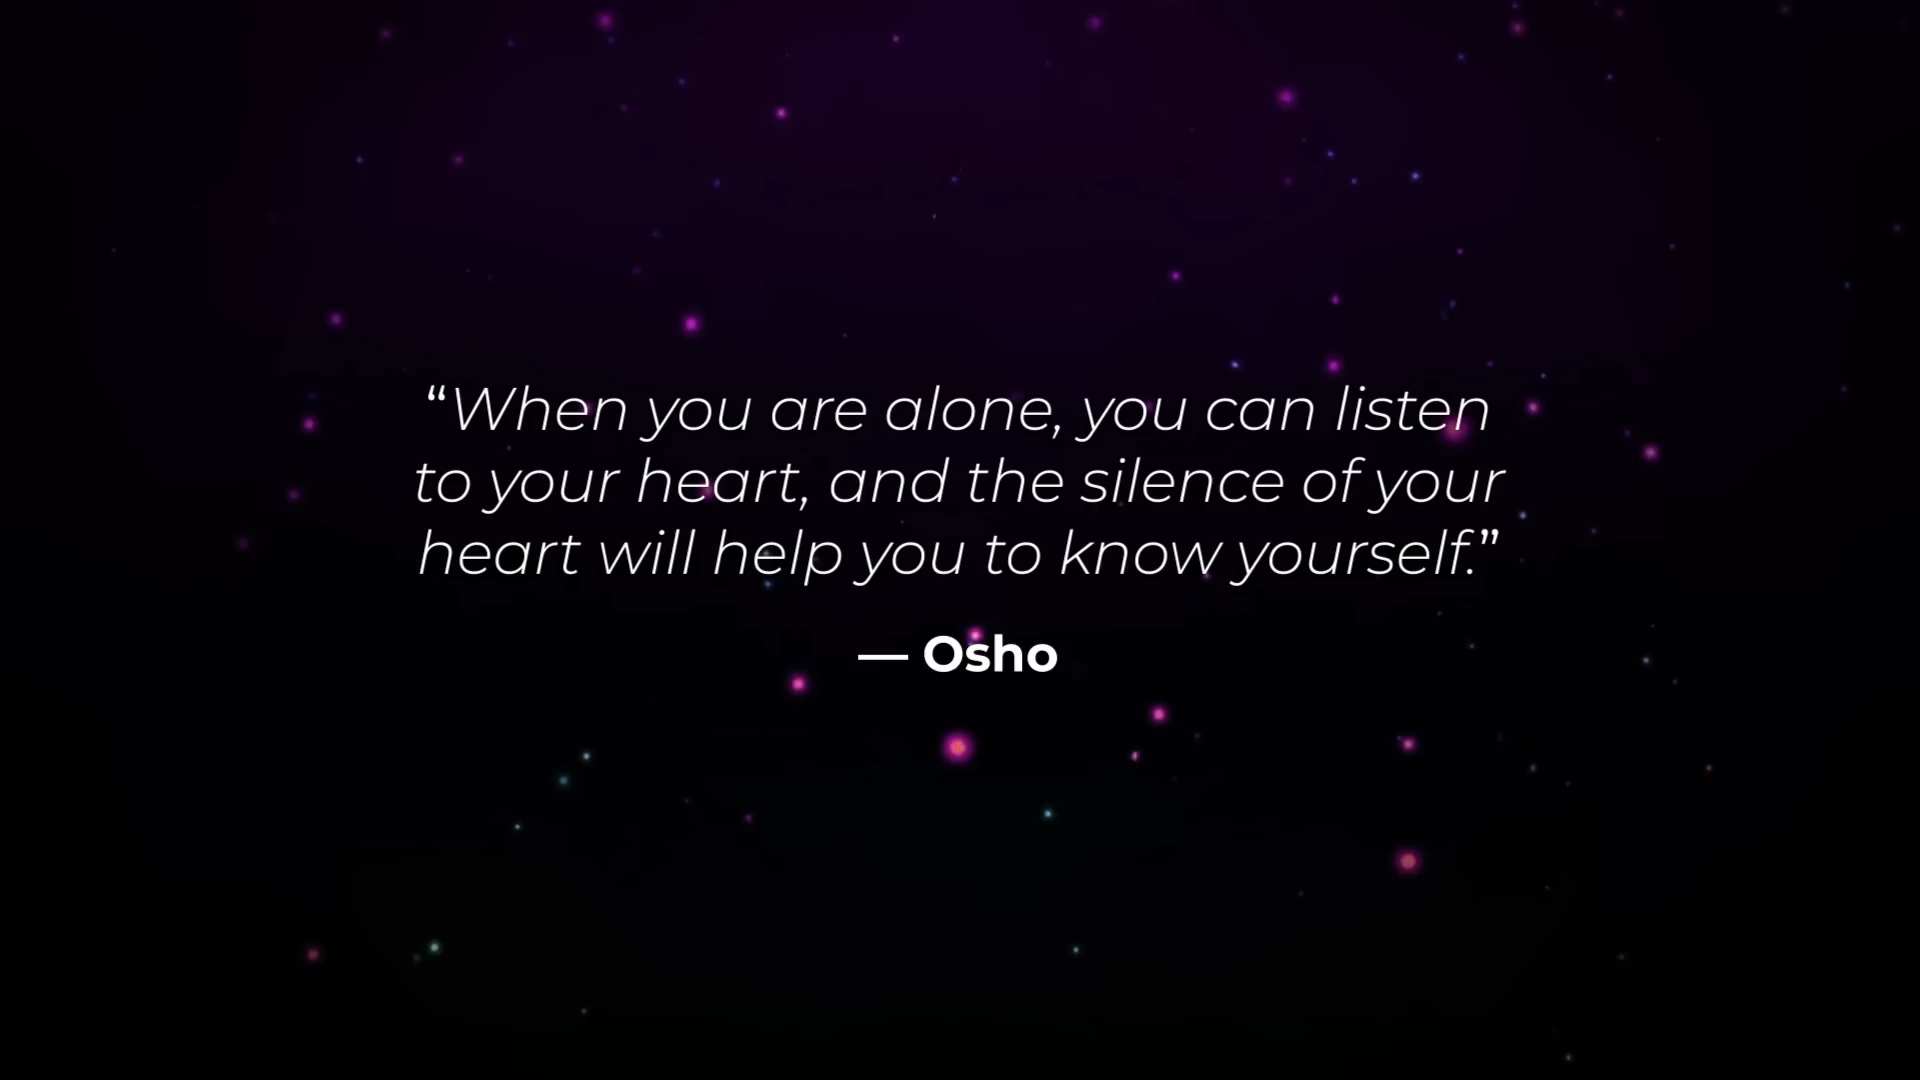 “When you are alone, you can listen
to your heart, and the silence of your
heart will help you to know yourself.”
— Osho